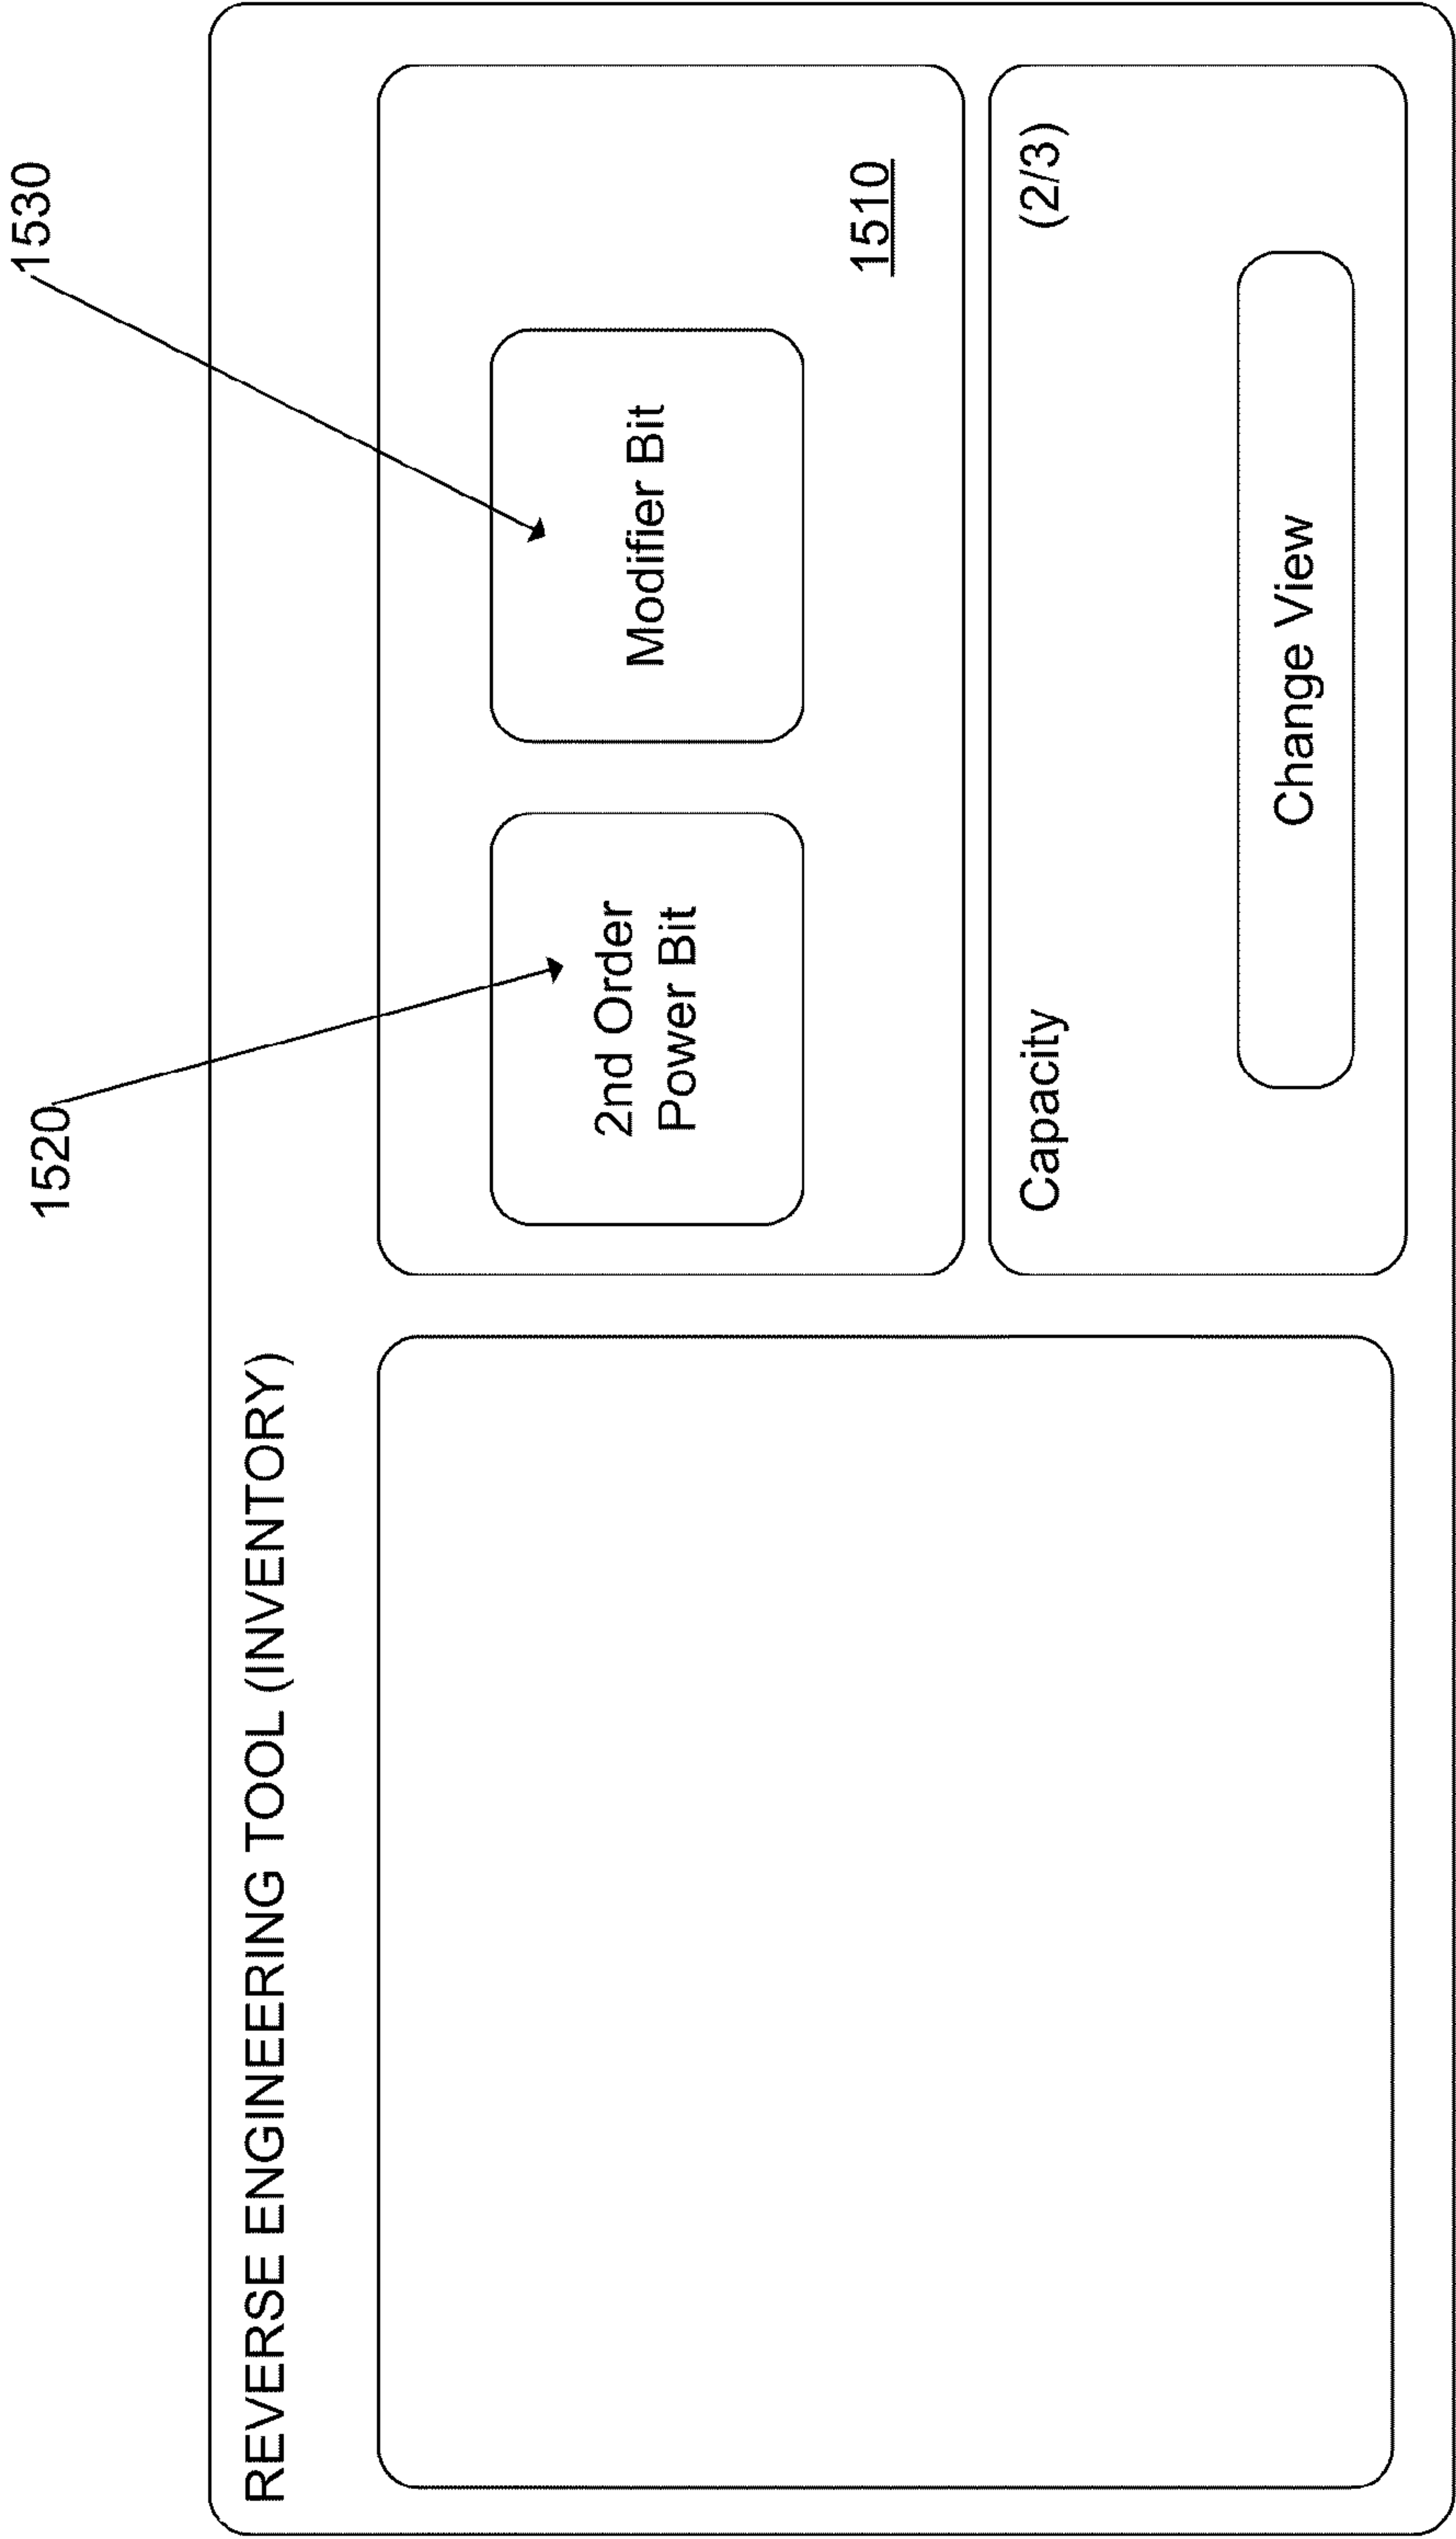 1520
1530
REVERSE ENGINEERING TOOL (INVENTORY)
2nd Order
Power Bit
Modifier Bit
1510
Capacity
(2/3)
Change View